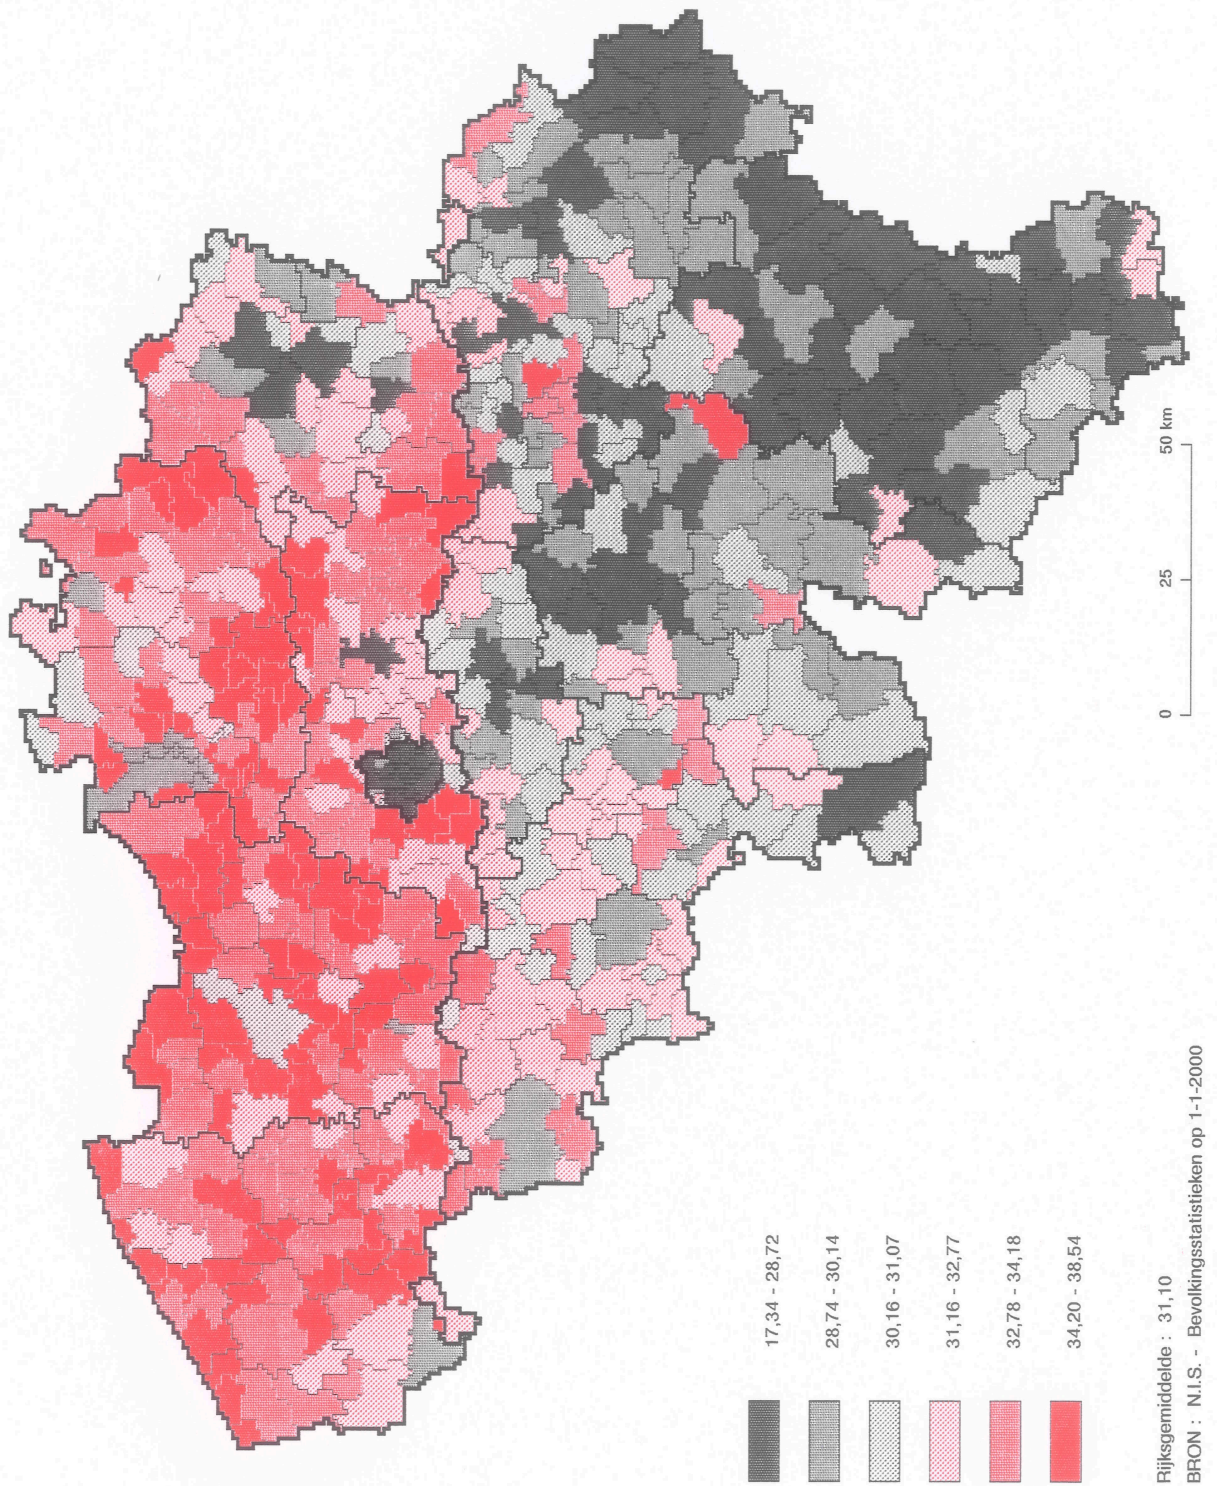 17,34 - 28,72
28,74 - 30,14
30,16 - 31,07
31,16 - 32,77
32,78 - 34,18
34,20 - 38,54
0 25 50 km
Rijksgemiddelde : 31,10
BRON : N.I.S. - Bevolkingsstatistieken op 1-1-2000